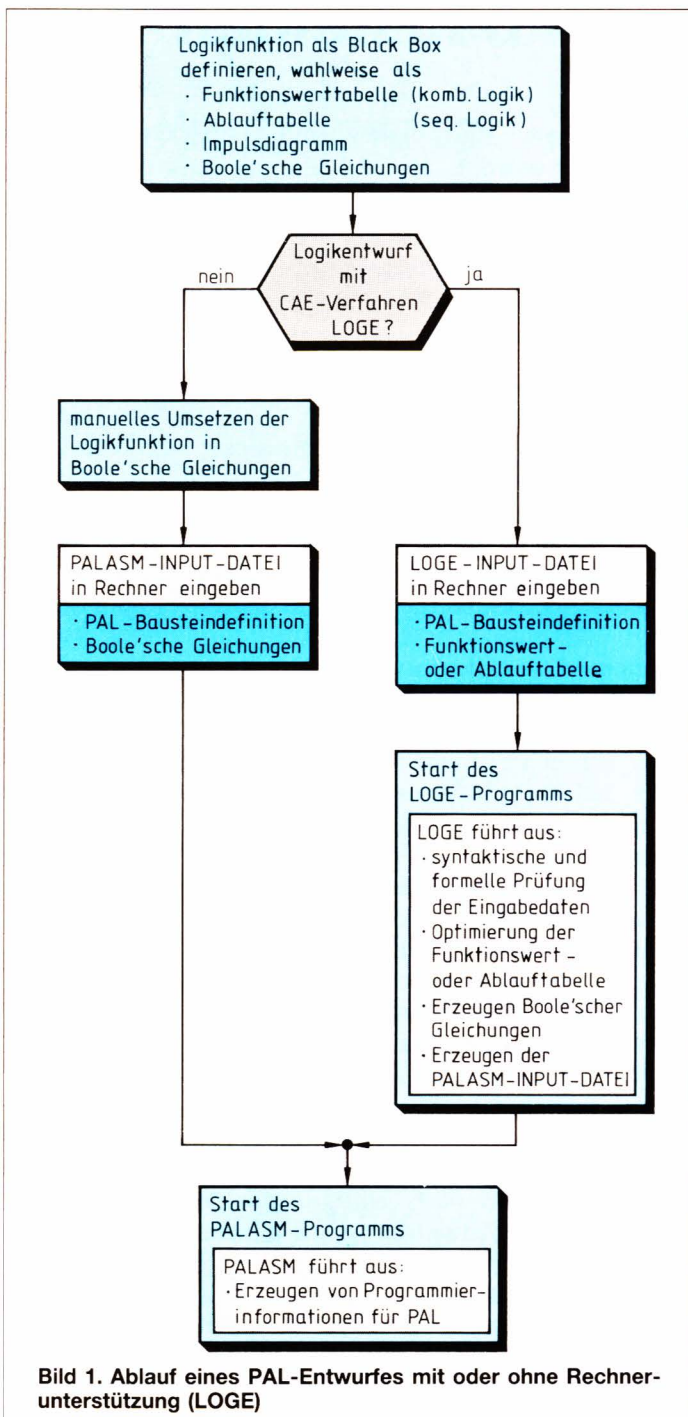 Logikfunktion als Black Box
definieren, wahlweise als
· Funktionswerttabelle (komb. Logik)
· Ablauftabelle (seq. Logik)
· Impulsdiagramm
· Boole'sche Gleichungen
Logikentwurf
mit
CAE-Verfahren
LOGE?
nein
ja
manuelles Umsetzen der
Logikfunktion in
Boole'sche Gleichungen
PALASM-INPUT-DATEI
in Rechner eingeben
· PAL-Bausteindefinition
· Boole'sche Gleichungen
LOGE-INPUT-DATEI
in Rechner eingeben
· PAL-Bausteindefinition
· Funktionswert-
oder Ablauftabelle
Start des
LOGE-Programms
LOGE führt aus:
· syntaktische und
formelle Prüfung
der Eingabedaten
· Optimierung der
Funktionswert-
oder Ablauftabelle
· Erzeugen Boole'scher
Gleichungen
· Erzeugen der
PALASM-INPUT-DATEI
Start des
PALASM-Programms
PALASM führt aus:
· Erzeugen von Programmier-
informationen für PAL
Bild 1. Ablauf eines PAL-Entwurfes mit oder ohne Rechner-
unterstützung (LOGE)